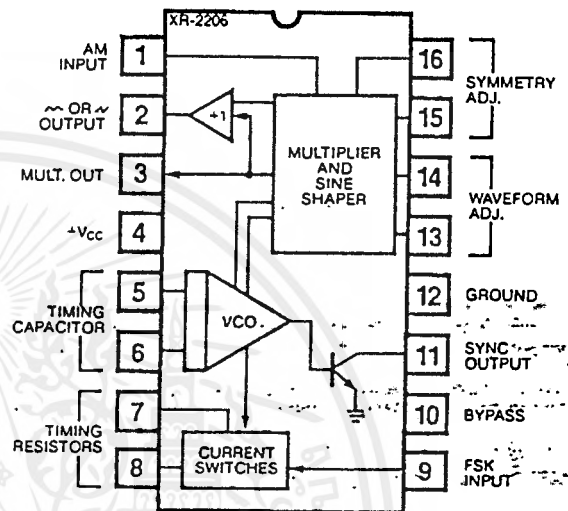 XR-2206
AM
INPUT
1
16
SYMMETRY
ADJ.
OR
OUTPUT
2
+1
15
MULTIPLIER
AND
SINE
SHAPER
MULT. OUT
3
14
WAVEFORM
ADJ.
+Vcc
4
13
TIMING
CAPACITOR
5
12
GROUND
VCO
6
11
SYNC
OUTPUT
TIMING
RESISTORS
7
10
BYPASS
8
CURRENT
SWITCHES
9
FSK
INPUT